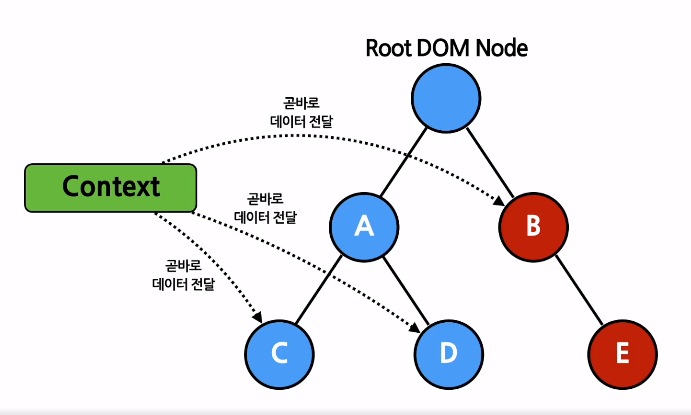 Root DOM Node
곧바로
데이터 전달
Context
곧바로
데이터 전달
A
B
곧바로
데이터 전달
C
D
E